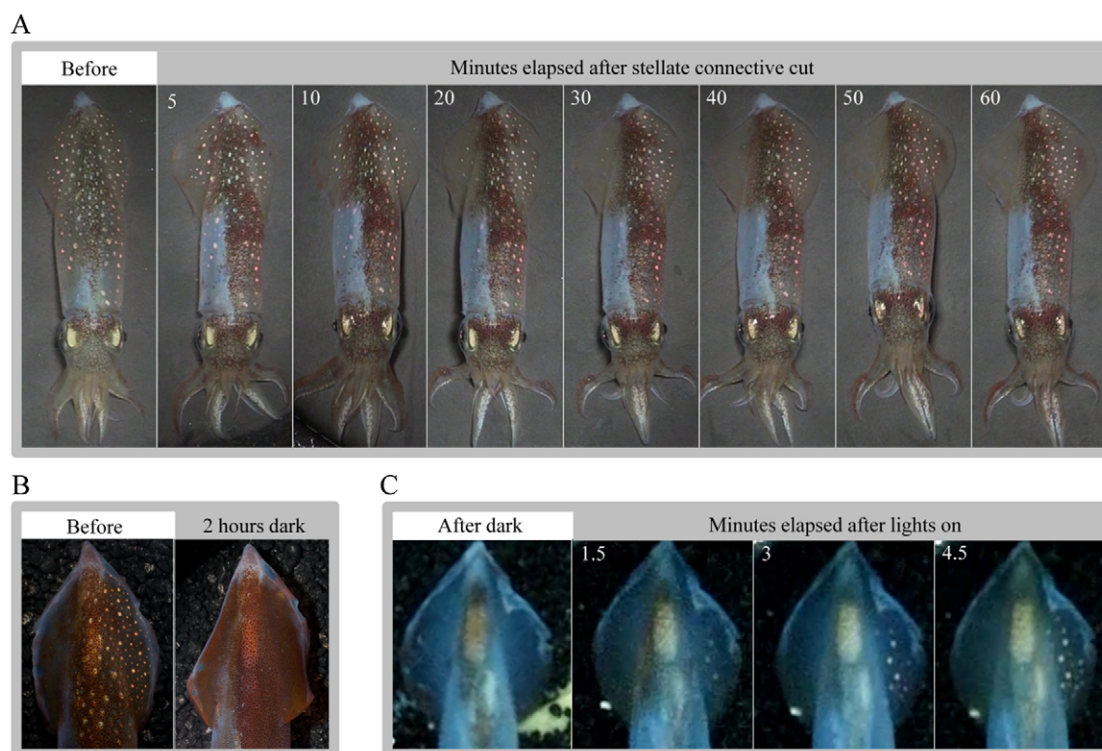 A
Before
Minutes elapsed after stellate connective cut
5
10
20
30
40
50
60
B
Before
2 hours dark
C
After dark
Minutes elapsed after lights on
1.5
3
4.5